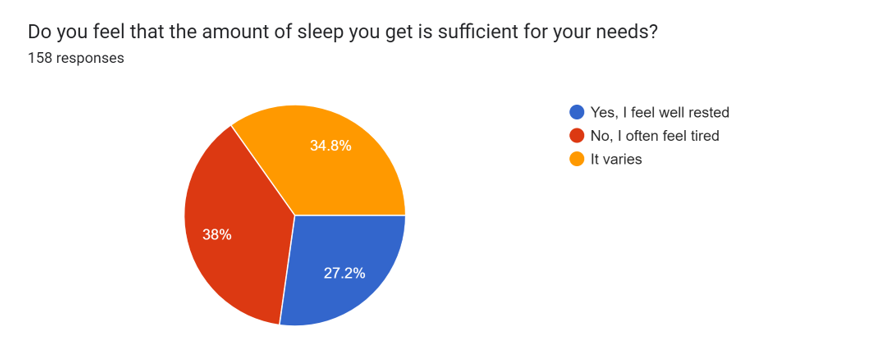 Do you feel that the amount of sleep you get is sufficient for your needs?
158 responses
34.8%
38%
27.2%
Yes, I feel well rested
No, I often feel tired
It varies